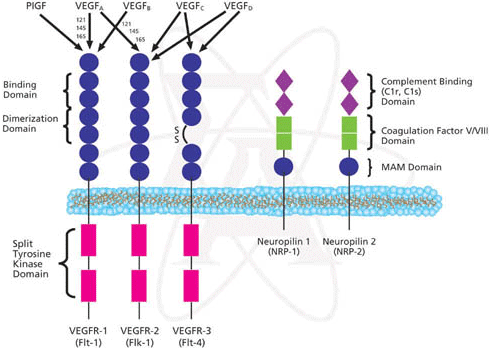 PlGF VEGFA VEGFB VEGFC VEGFD
121
145
165
121
145
165
Binding
Domain
Dimerization
Domain
S
S
Complement Binding
(C1r, C1s)
Domain
Coagulation Factor V/VIII
Domain
MAM Domain
Split
Tyrosine
Kinase
Domain
Neuropilin 1
(NRP-1)
Neuropilin 2
(NRP-2)
VEGFR-1
(Flt-1)
VEGFR-2
(Flk-1)
VEGFR-3
(Flt-4)